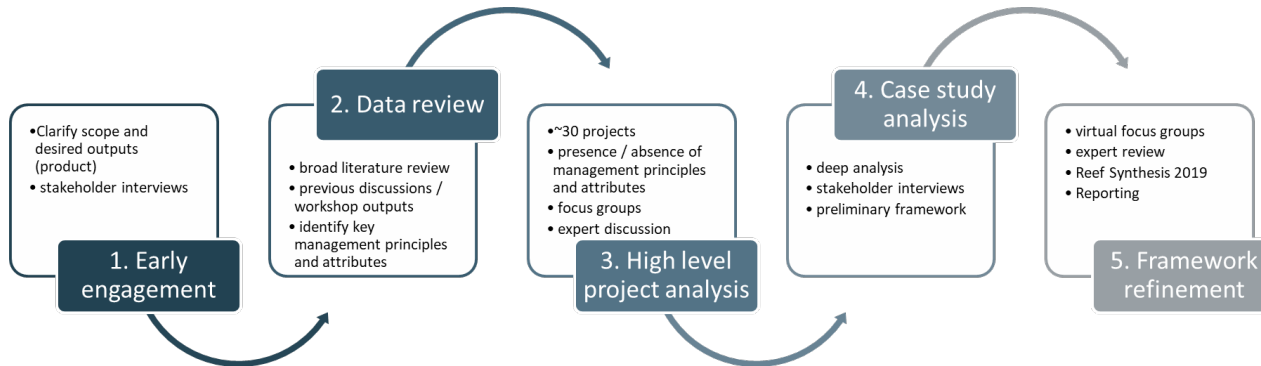 •Clarify scope and
desired outputs
(product)
• stakeholder interviews
1. Early
engagement
2. Data review
• broad literature review
• previous discussions /
workshop outputs
• identify key
management principles
and attributes
•~30 projects
• presence / absence of
management principles
and attributes
• focus groups
• expert discussion
3. High level
project analysis
4. Case study
analysis
• deep analysis
• stakeholder interviews
• preliminary framework
• virtual focus groups
• expert review
• Reef Synthesis 2019
• Reporting
5. Framework
refinement